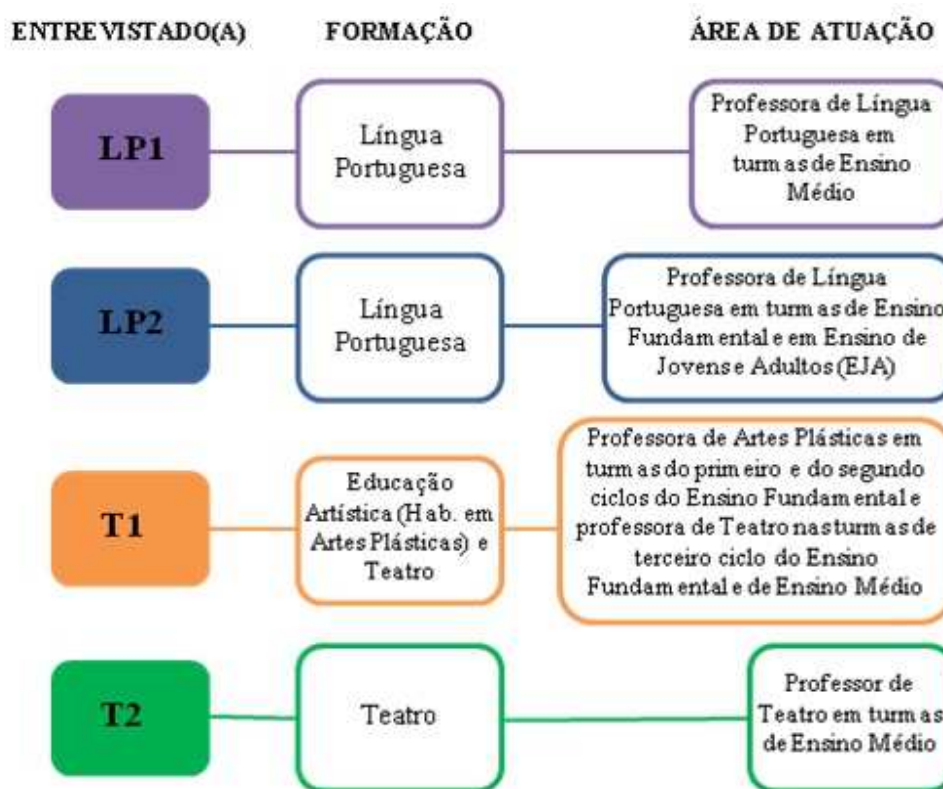 ENTREVISTADO(A) FORMAÇÃO ÁREA DE ATUAÇÃO
LP1
Língua
Portuguesa
Professora de Língua
Portuguesa em
turmas de Ensino
Médio
LP2
Língua
Portuguesa
Professora de Língua
Portuguesa em turmas de Ensino
Fundamental e em Ensino de
Jovens e Adultos (EJA)
T1
Educação
Artística (Hab. em
Artes Plásticas) e
Teatro
Professora de Artes Plásticas em
turmas do primeiro e do segundo
ciclos do Ensino Fundamental e
professora de Teatro nas turmas de
terceiro ciclo do Ensino
Fundamental e de Ensino Médio
T2
Teatro
Professor de
Teatro em turmas
de Ensino Médio